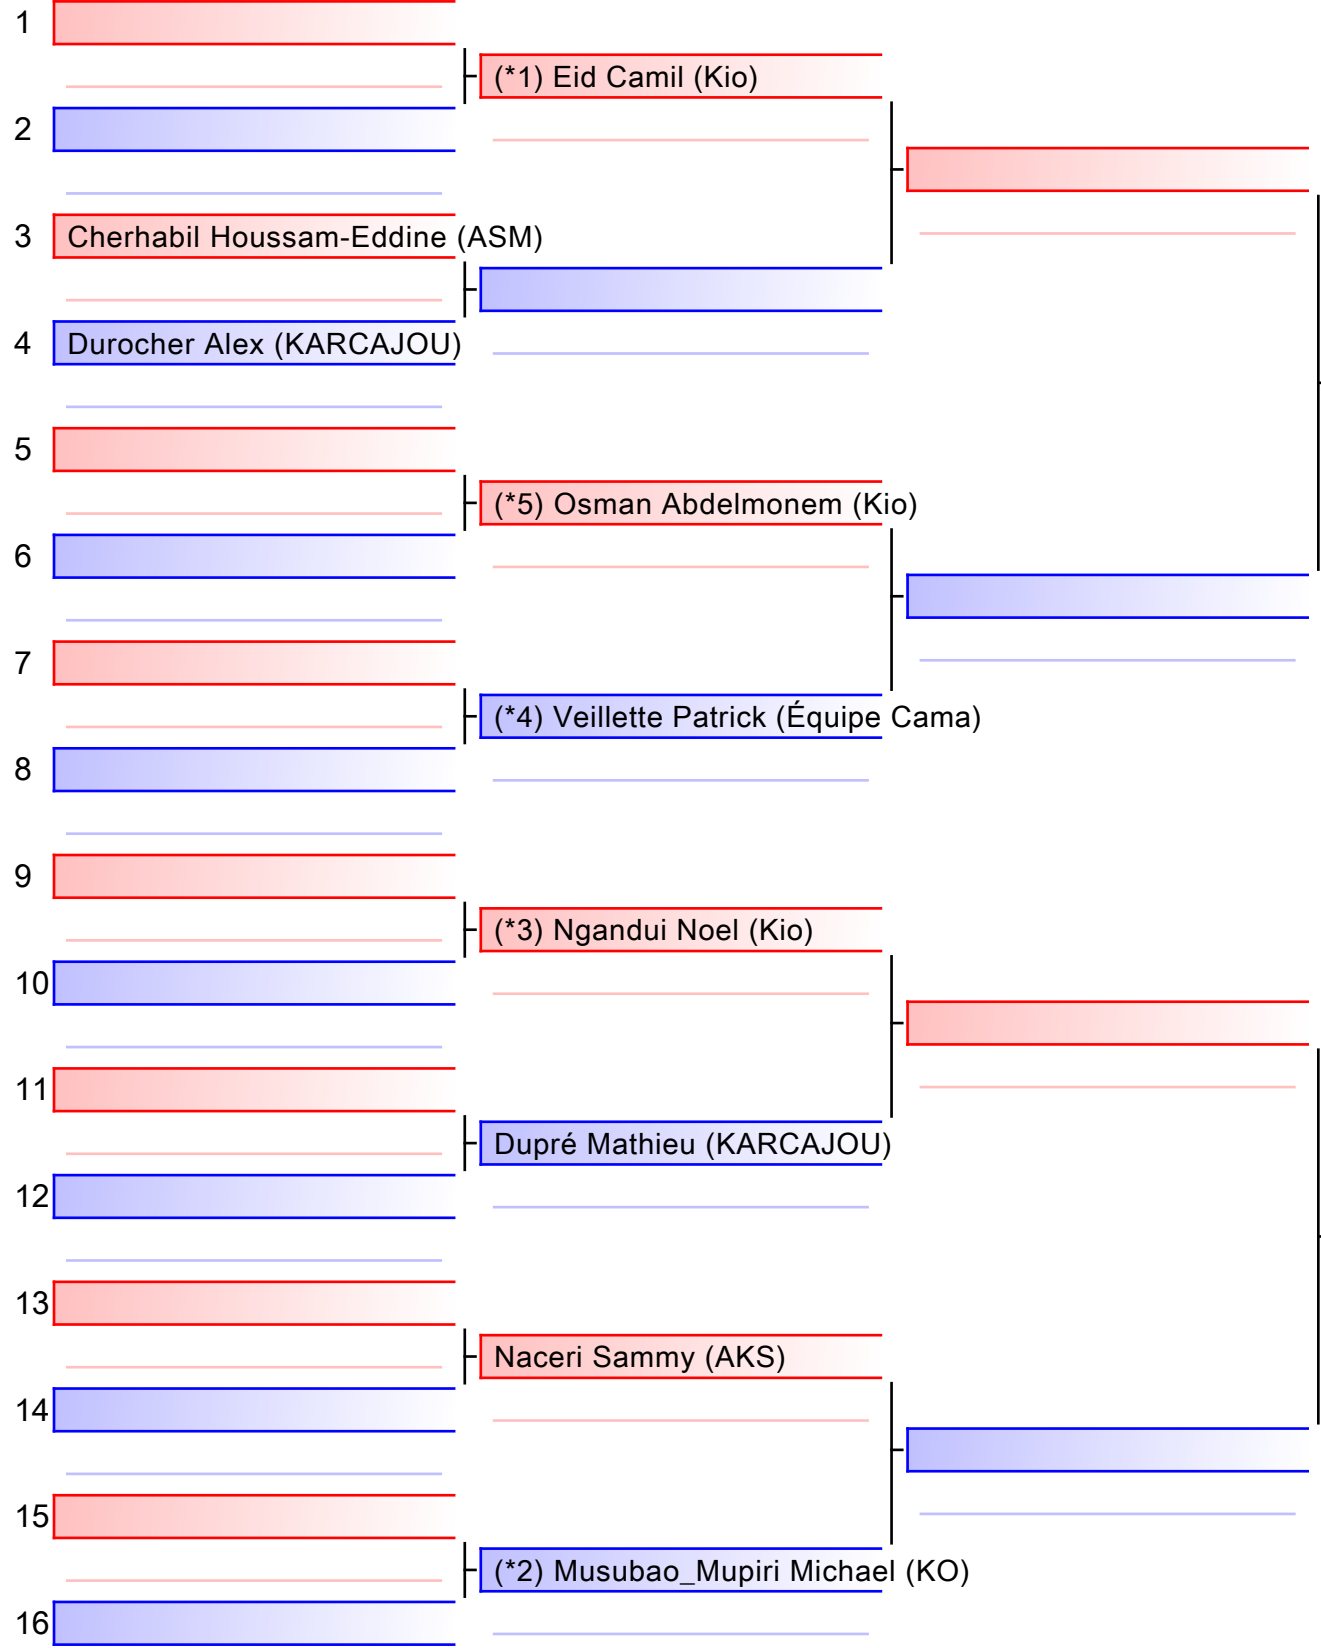 1
(*1) Eid Camil (Kio)
2
3 Cherhabil Houssam-Eddine (ASM)
4 Durocher Alex (KARCAJOU)
5
(*5) Osman Abdelmonem (Kio)
6
7
(*4) Veillette Patrick (Équipe Cama)
8
9
(*3) Ngandui Noel (Kio)
10
11
Dupré Mathieu (KARCAJOU)
12
13
Naceri Sammy (AKS)
14
15
(*2) Musubao_Mupiri Michael (KO)
16